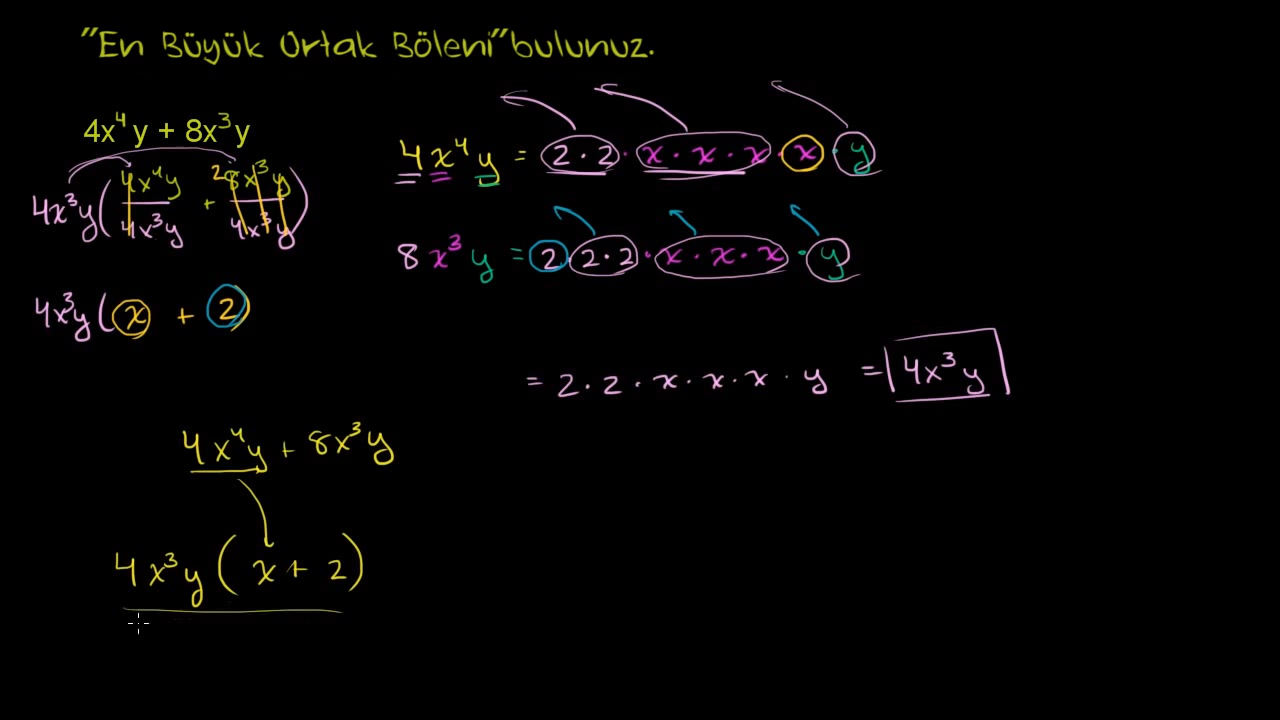 "En Büyük Ortak Böleni" bulunuz.
4x⁴y + 8x³y
4x³y ( 4x⁴y / 4x³y + 2 8x³y / 4x³y )
4x³y ( x + 2 )
4x⁴y = 2 · 2 · x · x · x · x · y
8x³y = 2 · 2 · 2 · x · x · x · y
= 2 · 2 · x · x · x · y = 4x³y
4x⁴y + 8x³y
4x³y ( x + 2 )